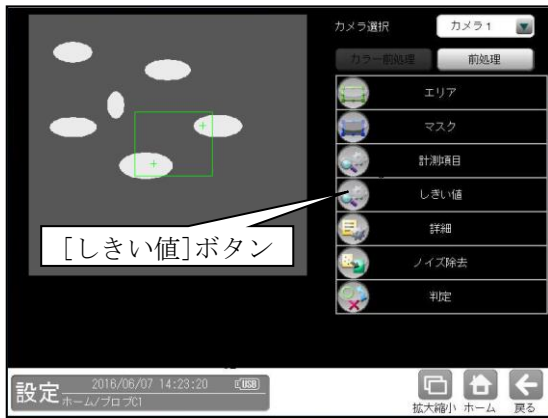 カメラ選択
カメラ1
カラー前処理
前処理
エリア
マスク
計測項目
しきい値
[しきい値]ボタン
詳細
ノイズ除去
判定
設定
2016/06/07 14:23:20
USB
ホーム/ブロブC1
拡大縮小
ホーム
戻る